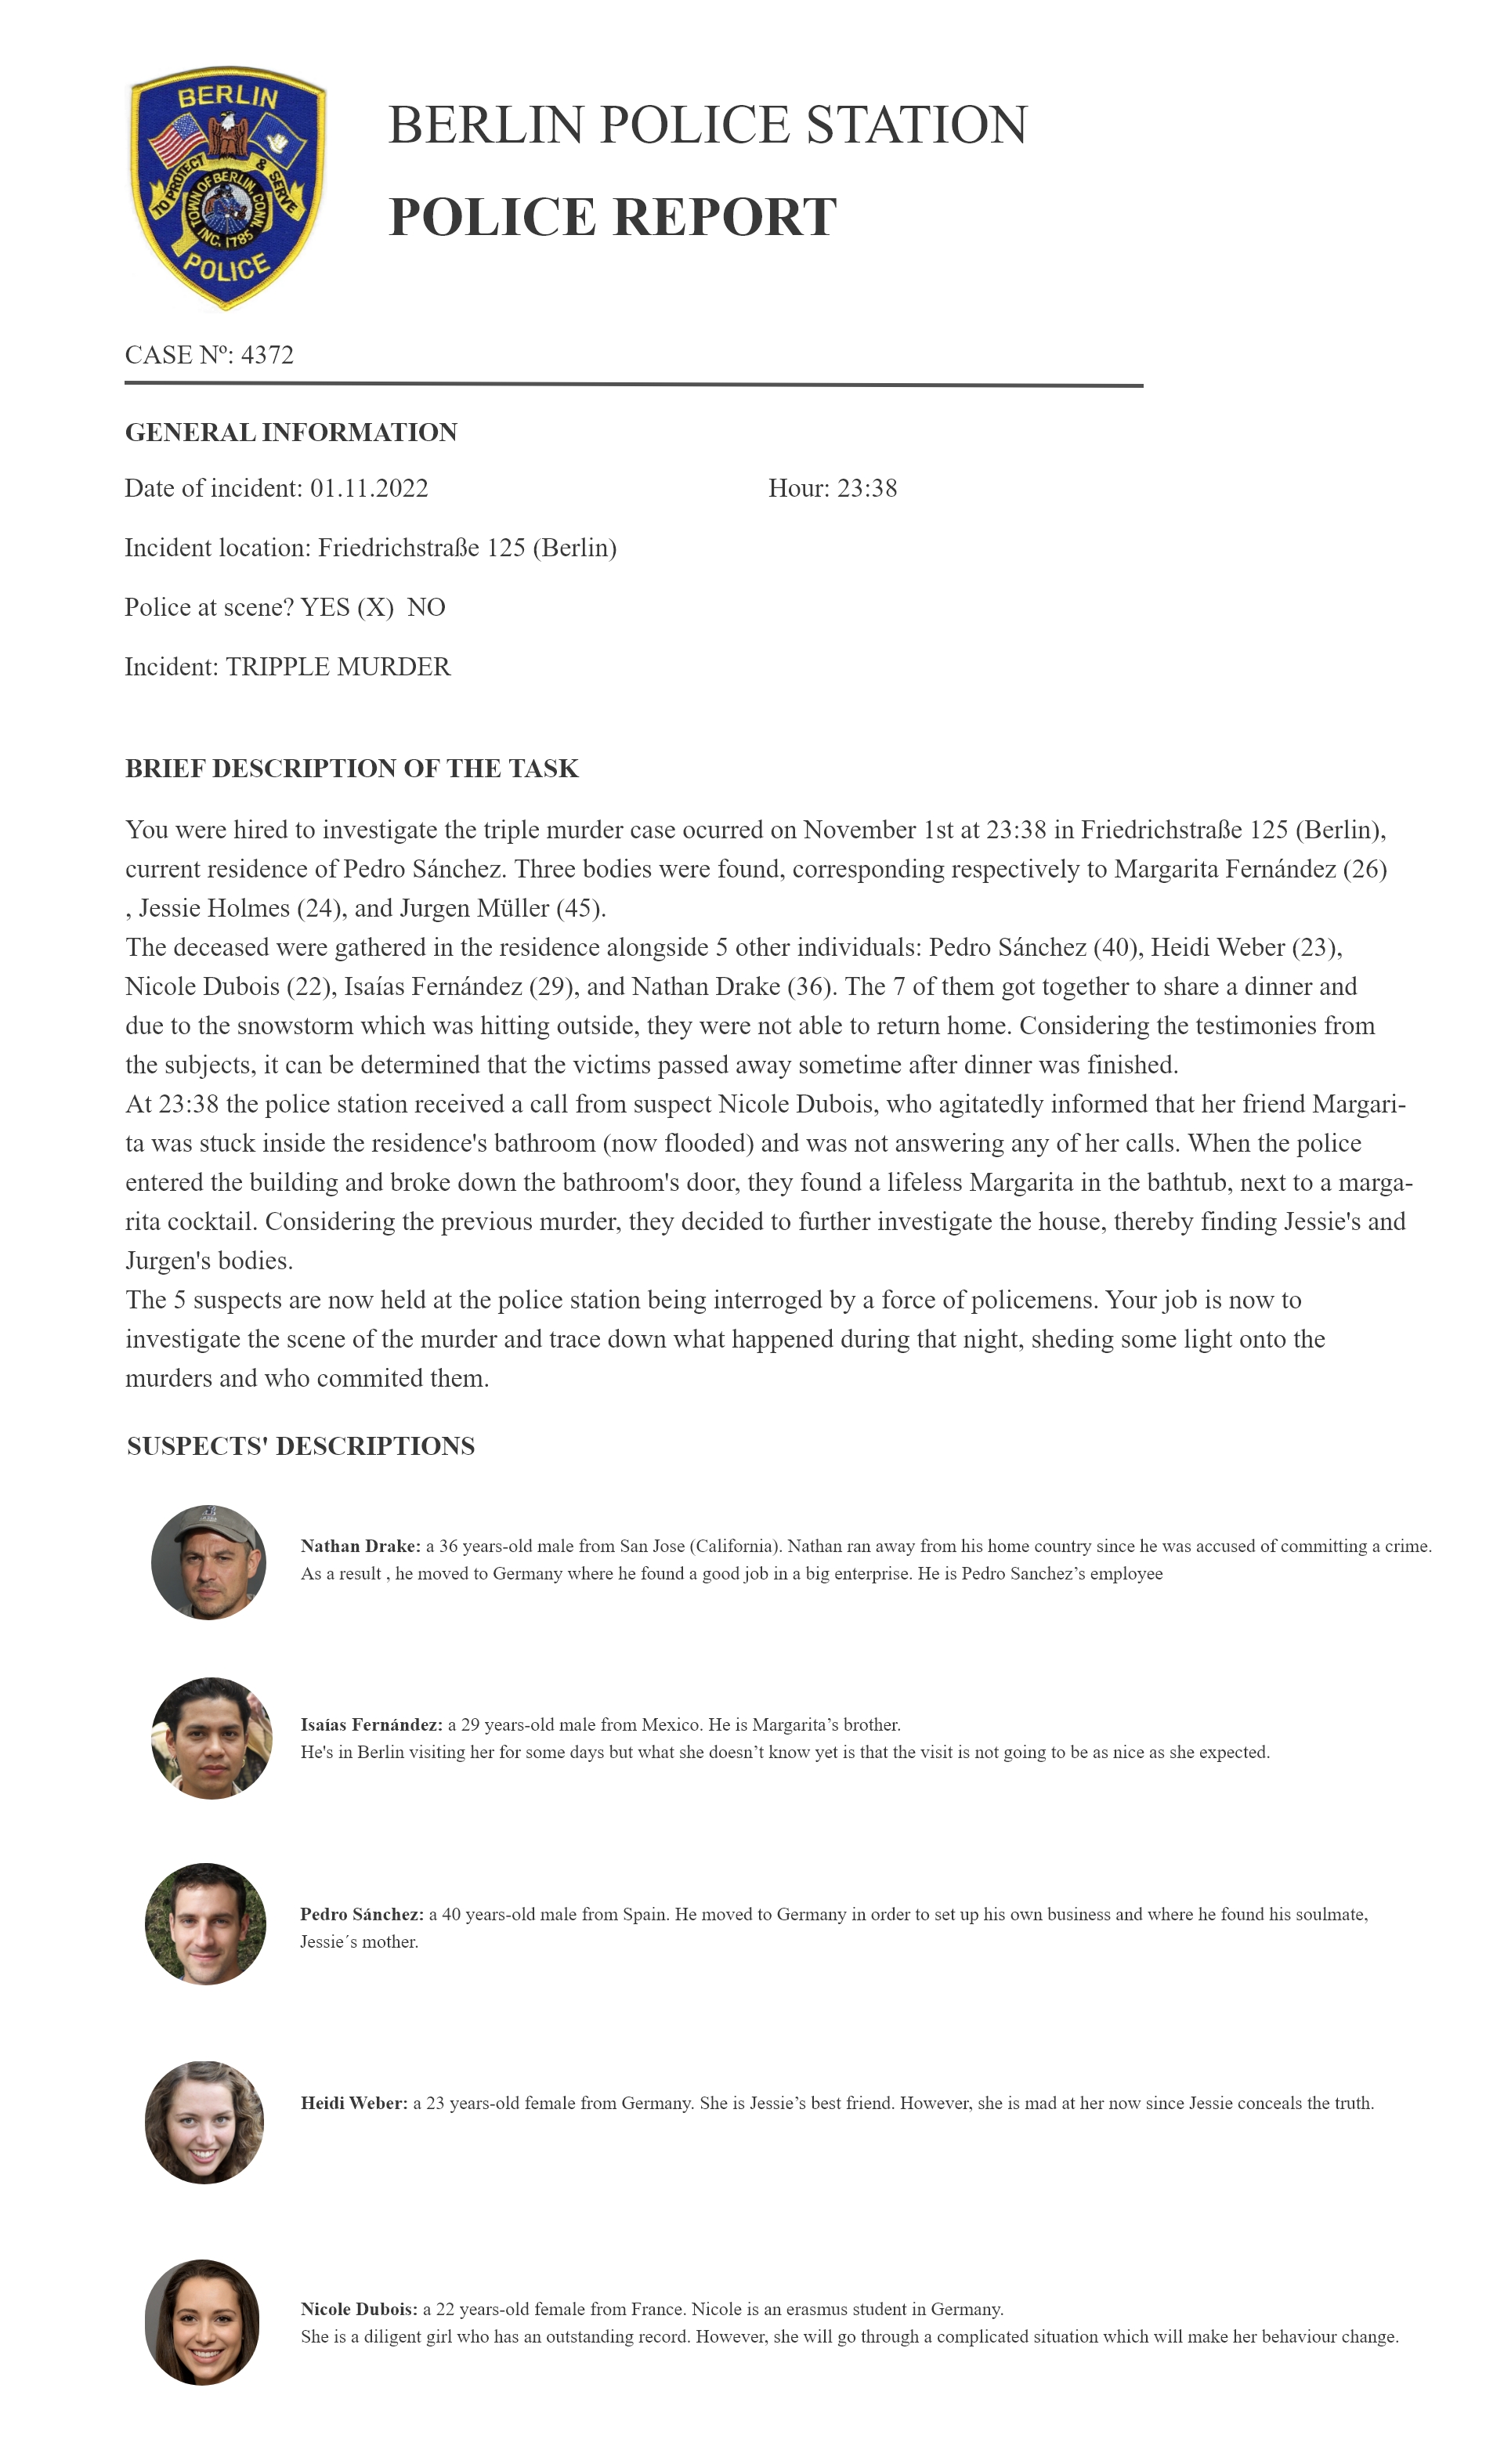 BERLIN
TO PROTECT & SERVE
TOWN OF BERLIN, CONN.
INC. 1785
POLICE
BERLIN POLICE STATION
POLICE REPORT
CASE Nº: 4372
GENERAL INFORMATION
Date of incident: 01.11.2022 Hour: 23:38
Incident location: Friedrichstraße 125 (Berlin)
Police at scene? YES (X) NO
Incident: TRIPPLE MURDER
BRIEF DESCRIPTION OF THE TASK
You were hired to investigate the triple murder case ocurred on November 1st at 23:38 in Friedrichstraße 125 (Berlin),
current residence of Pedro Sánchez. Three bodies were found, corresponding respectively to Margarita Fernández (26)
, Jessie Holmes (24), and Jurgen Müller (45).
The deceased were gathered in the residence alongside 5 other individuals: Pedro Sánchez (40), Heidi Weber (23),
Nicole Dubois (22), Isaías Fernández (29), and Nathan Drake (36). The 7 of them got together to share a dinner and
due to the snowstorm which was hitting outside, they were not able to return home. Considering the testimonies from
the subjects, it can be determined that the victims passed away sometime after dinner was finished.
At 23:38 the police station received a call from suspect Nicole Dubois, who agitatedly informed that her friend Margari-
ta was stuck inside the residence's bathroom (now flooded) and was not answering any of her calls. When the police
entered the building and broke down the bathroom's door, they found a lifeless Margarita in the bathtub, next to a marga-
rita cocktail. Considering the previous murder, they decided to further investigate the house, thereby finding Jessie's and
Jurgen's bodies.
The 5 suspects are now held at the police station being interroged by a force of policemens. Your job is now to
investigate the scene of the murder and trace down what happened during that night, sheding some light onto the
murders and who commited them.
SUSPECTS' DESCRIPTIONS
Nathan Drake: a 36 years-old male from San Jose (California). Nathan ran away from his home country since he was accused of committing a crime.
As a result , he moved to Germany where he found a good job in a big enterprise. He is Pedro Sanchez’s employee
Isaías Fernández: a 29 years-old male from Mexico. He is Margarita’s brother.
He's in Berlin visiting her for some days but what she doesn’t know yet is that the visit is not going to be as nice as she expected.
Pedro Sánchez: a 40 years-old male from Spain. He moved to Germany in order to set up his own business and where he found his soulmate,
Jessie´s mother.
Heidi Weber: a 23 years-old female from Germany. She is Jessie’s best friend. However, she is mad at her now since Jessie conceals the truth.
Nicole Dubois: a 22 years-old female from France. Nicole is an erasmus student in Germany.
She is a diligent girl who has an outstanding record. However, she will go through a complicated situation which will make her behaviour change.